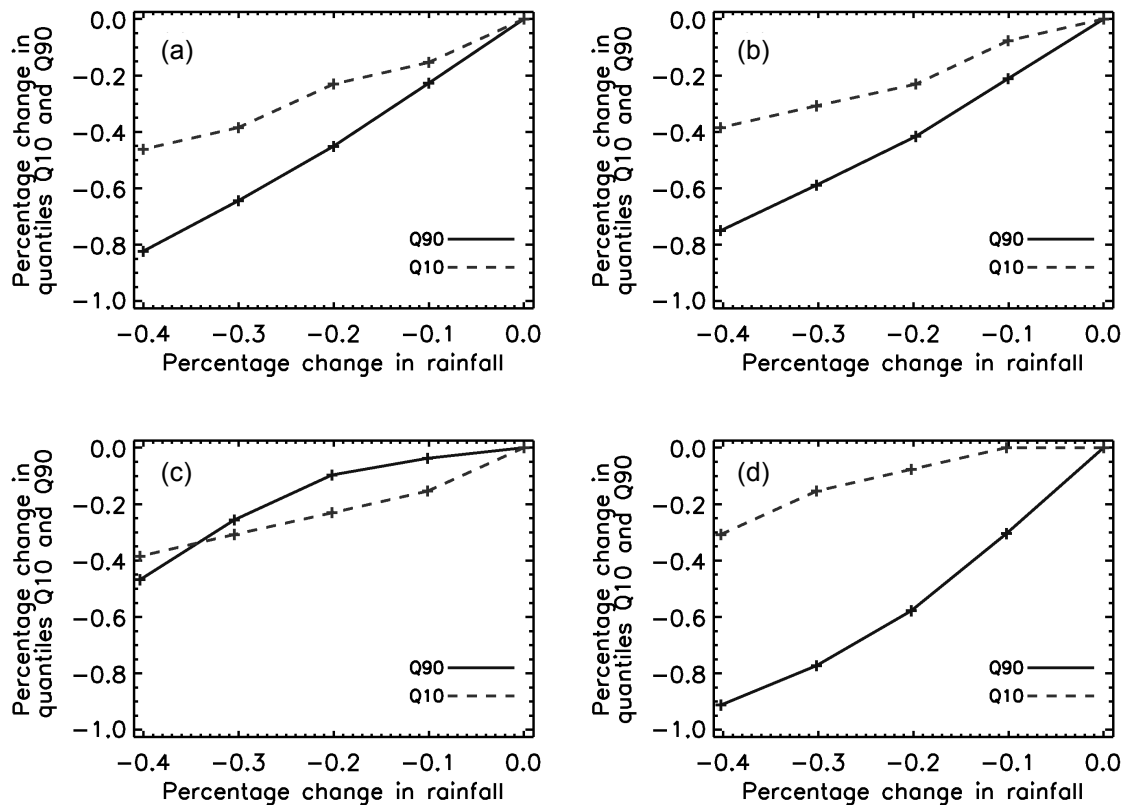 (a)
Percentage change in
quantiles Q10 and Q90
0.0
−0.2
−0.4
−0.6
−0.8
−1.0
Q90
Q10
−0.4 −0.3 −0.2 −0.1 0.0
Percentage change in rainfall
(b)
Percentage change in
quantiles Q10 and Q90
0.0
−0.2
−0.4
−0.6
−0.8
−1.0
Q90
Q10
−0.4 −0.3 −0.2 −0.1 0.0
Percentage change in rainfall
(c)
Percentage change in
quantiles Q10 and Q90
0.0
−0.2
−0.4
−0.6
−0.8
−1.0
Q90
Q10
−0.4 −0.3 −0.2 −0.1 0.0
Percentage change in rainfall
(d)
Percentage change in
quantiles Q10 and Q90
0.0
−0.2
−0.4
−0.6
−0.8
−1.0
Q90
Q10
−0.4 −0.3 −0.2 −0.1 0.0
Percentage change in rainfall